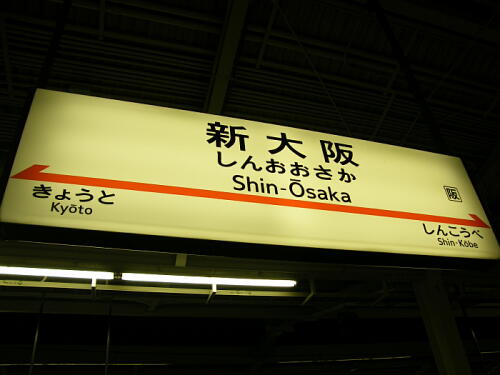 新大阪
しんおおさか
Shin-Ōsaka
阪
きょうと
Kyōto
しんこうべ
Shin-Kōbe